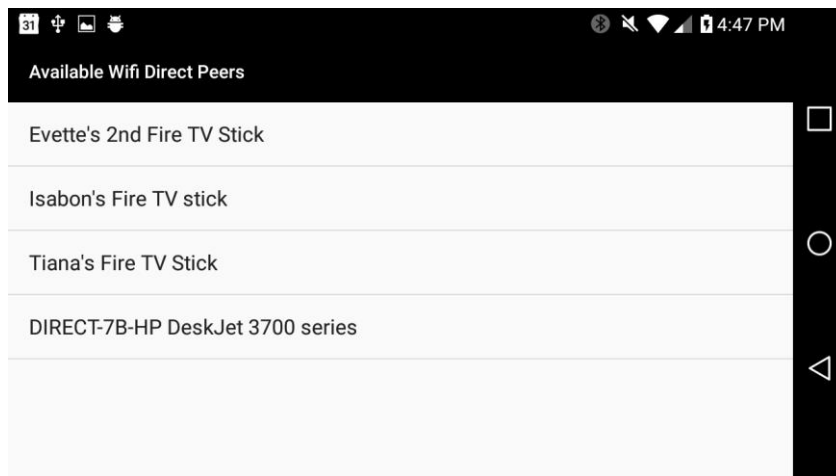 31
4:47 PM
Available Wifi Direct Peers
Evette's 2nd Fire TV Stick
Isabon's Fire TV stick
Tiana's Fire TV Stick
DIRECT-7B-HP DeskJet 3700 series